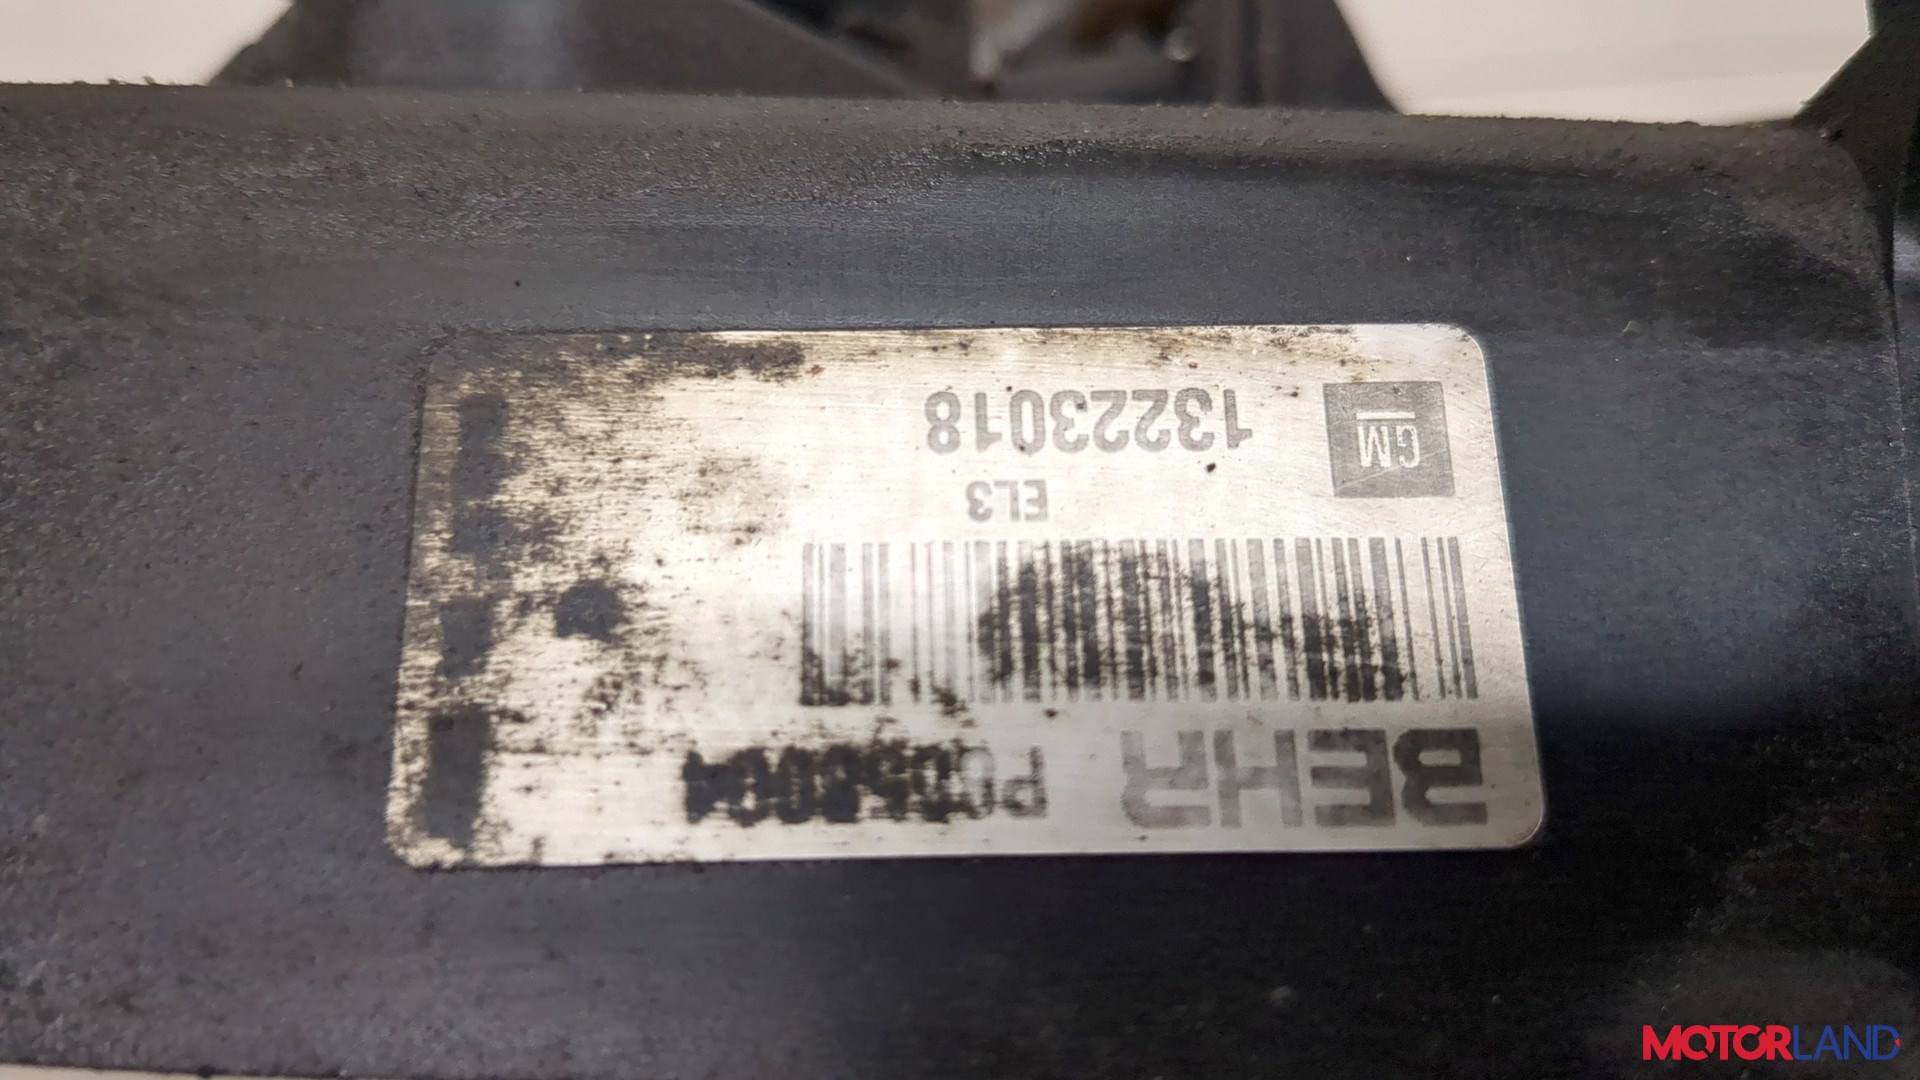 BEHR
EL3
13223018
GM
MOTORLAND